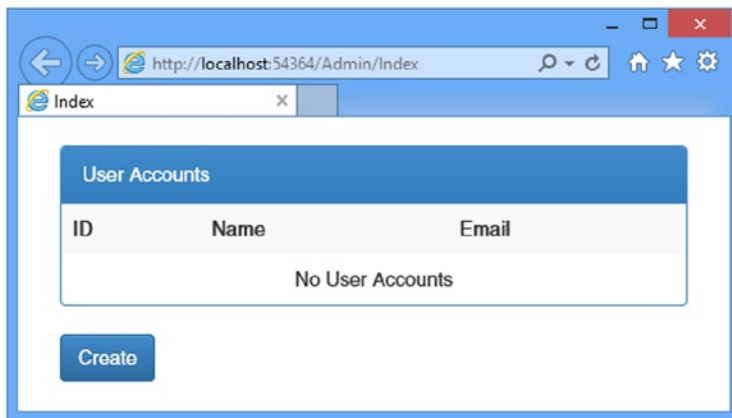 http://localhost:54364/Admin/Index
Index
User Accounts
ID Name Email
No User Accounts
Create